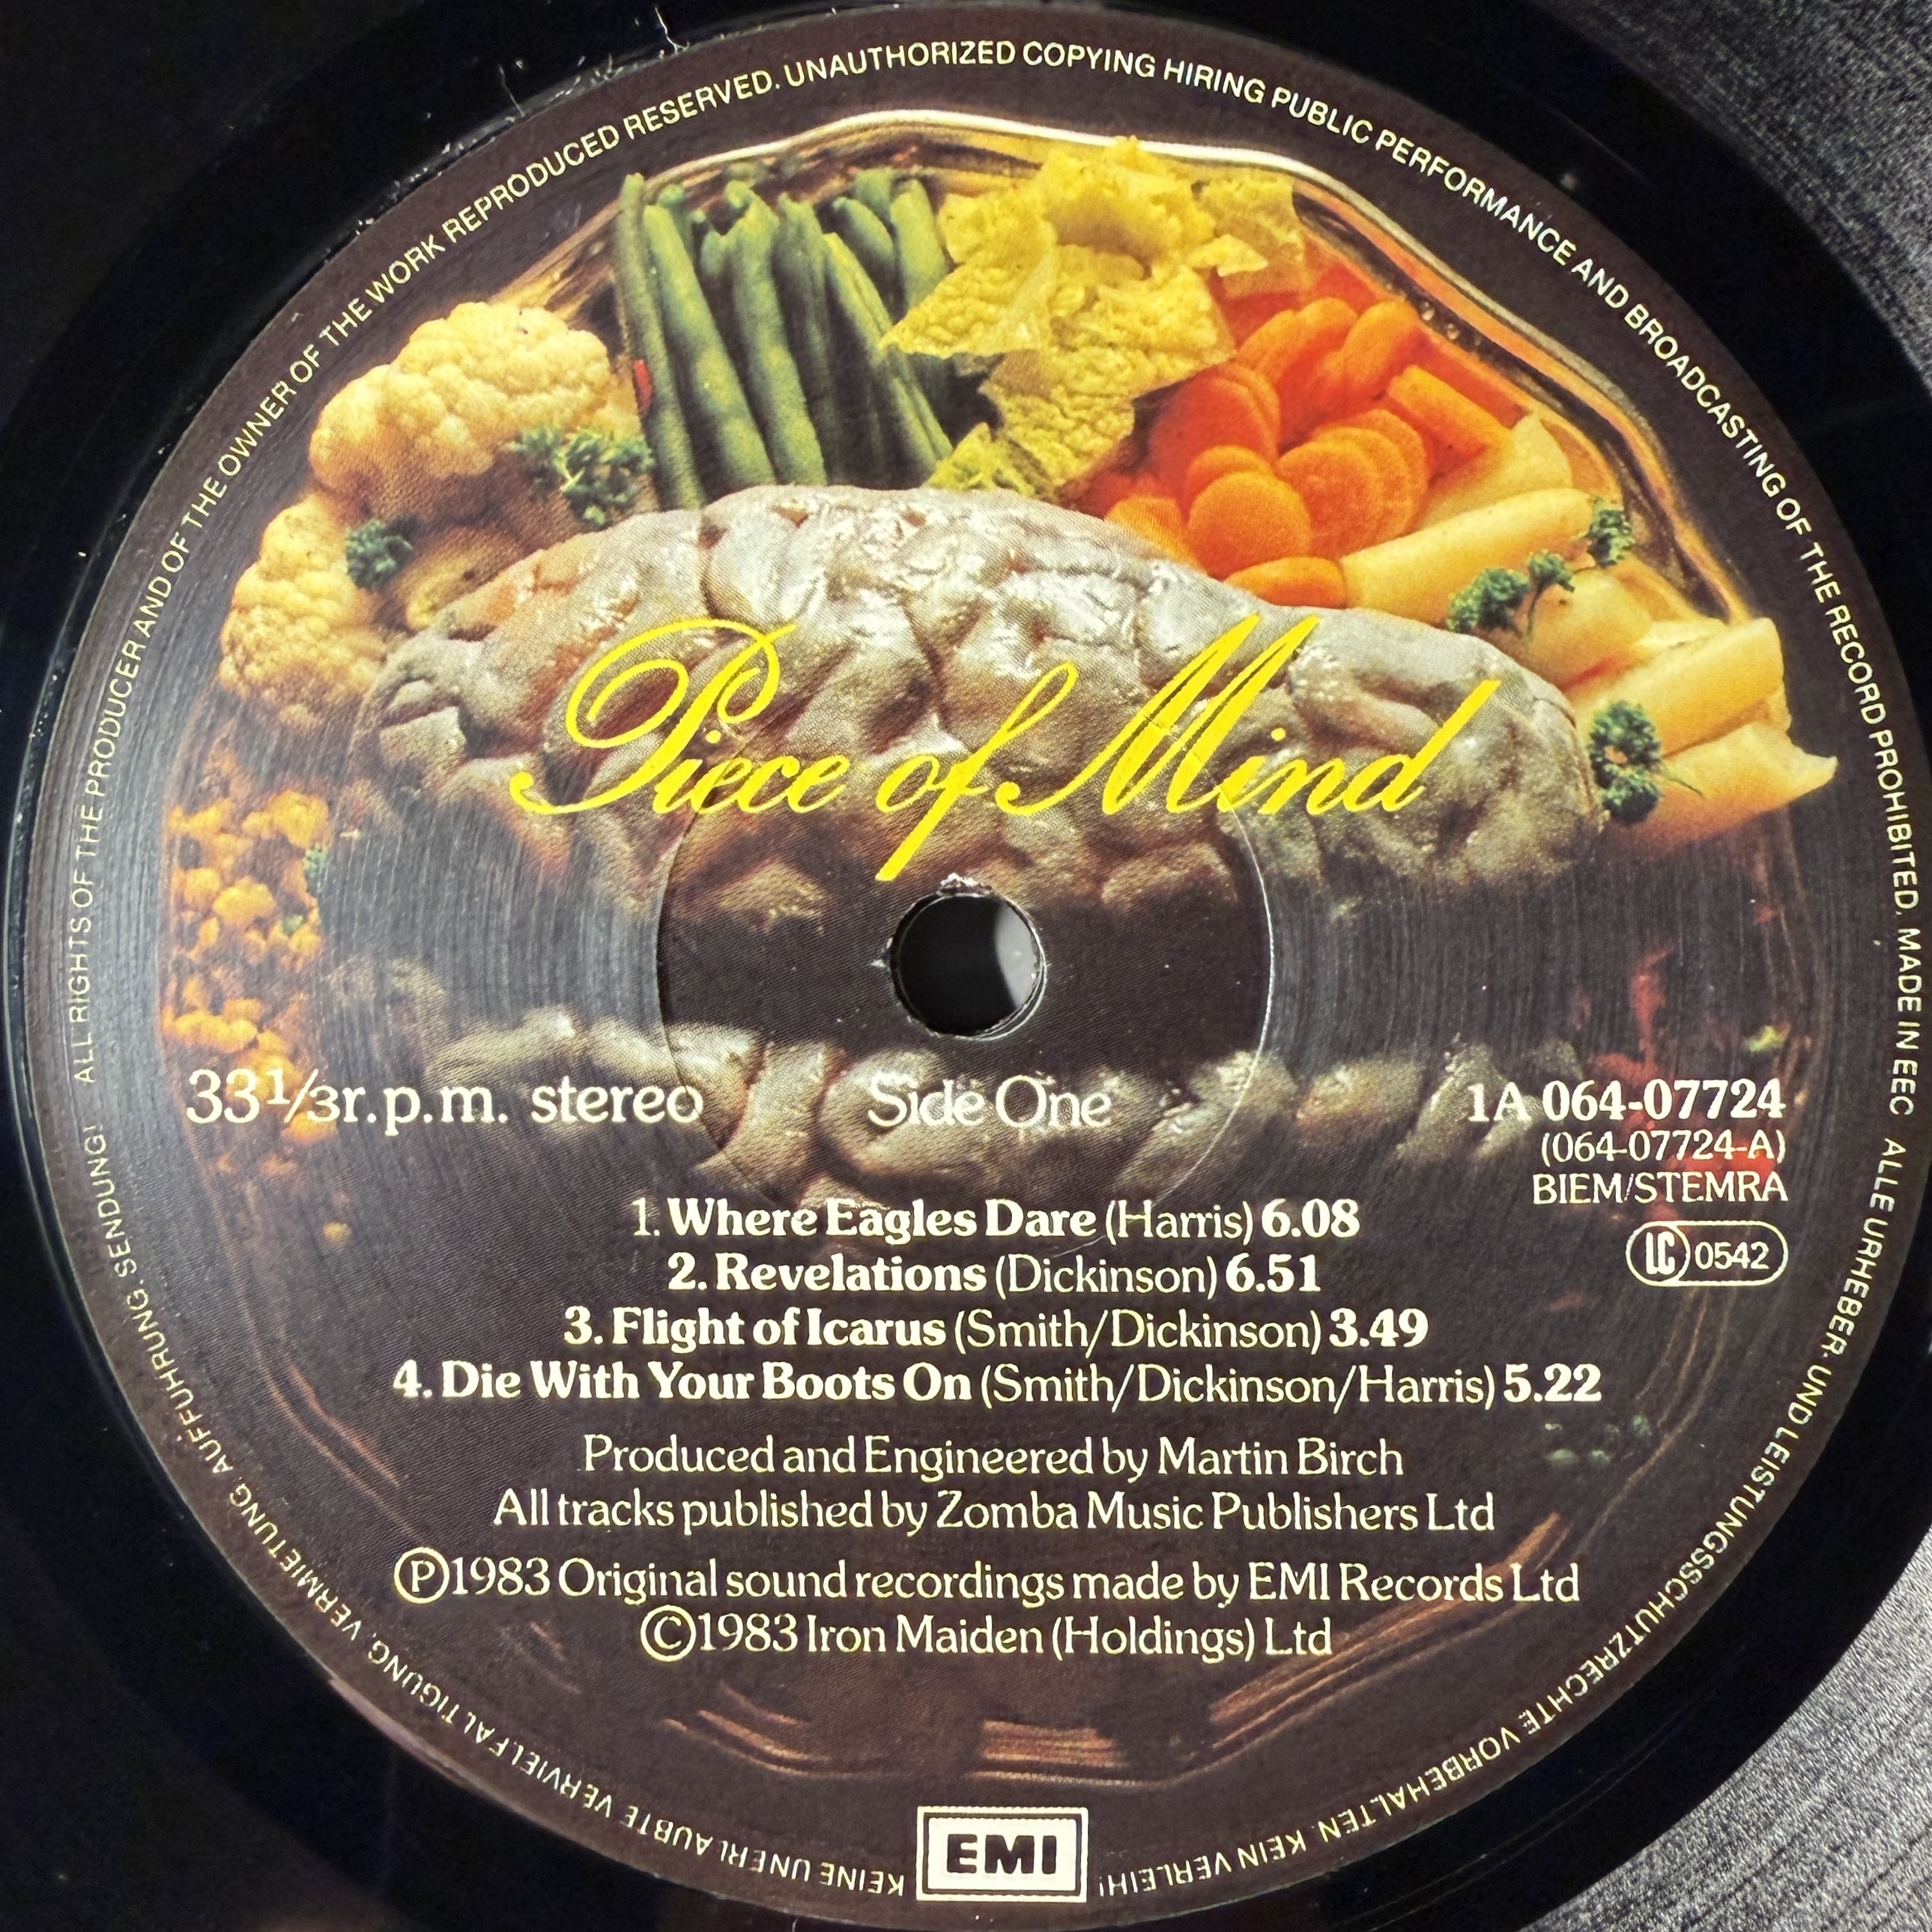 ALL RIGHTS OF THE PRODUCER AND OF THE OWNER OF THE WORK REPRODUCED RESERVED. UNAUTHORIZED COPYING HIRING PUBLIC PERFORMANCE AND BROADCASTING OF THE RECORD PROHIBITED. MADE IN EEC
ALLE URHEBER- UND LEISTUNGSSCHUTZRECHTE VORBEHALTEN. KEIN VERLEIH!
KEINE UNERLAUBTE VERVIELFÄLTIGUNG, VERMIETUNG, AUFFÜHRUNG, SENDUNG!
Piece of Mind
33 1/3 r.p.m. stereo
Side One
1A 064-07724
(064-07724-A)
BIEM/STEMRA
LC 0542
1. Where Eagles Dare (Harris) 6.08
2. Revelations (Dickinson) 6.51
3. Flight of Icarus (Smith/Dickinson) 3.49
4. Die With Your Boots On (Smith/Dickinson/Harris) 5.22
Produced and Engineered by Martin Birch
All tracks published by Zomba Music Publishers Ltd
Ⓟ1983 Original sound recordings made by EMI Records Ltd
©1983 Iron Maiden (Holdings) Ltd
EMI